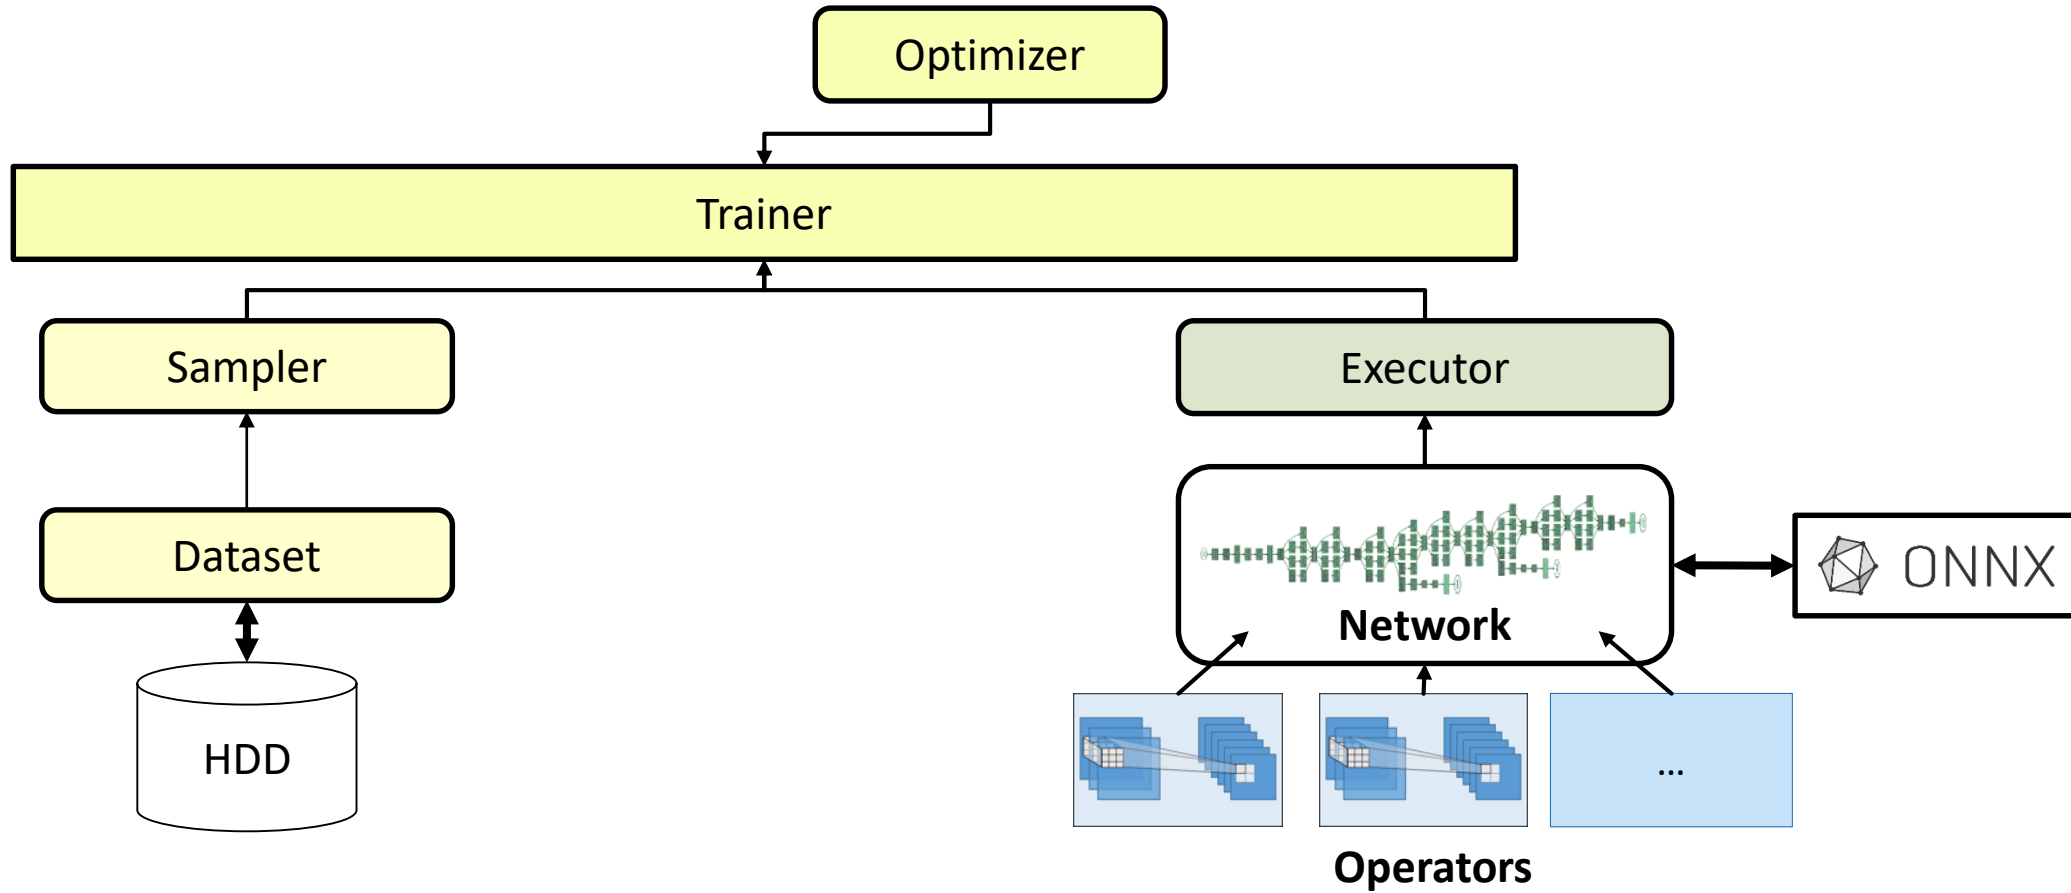 Optimizer
Trainer
Sampler
Executor
Dataset
Network
ONNX
HDD
...
Operators